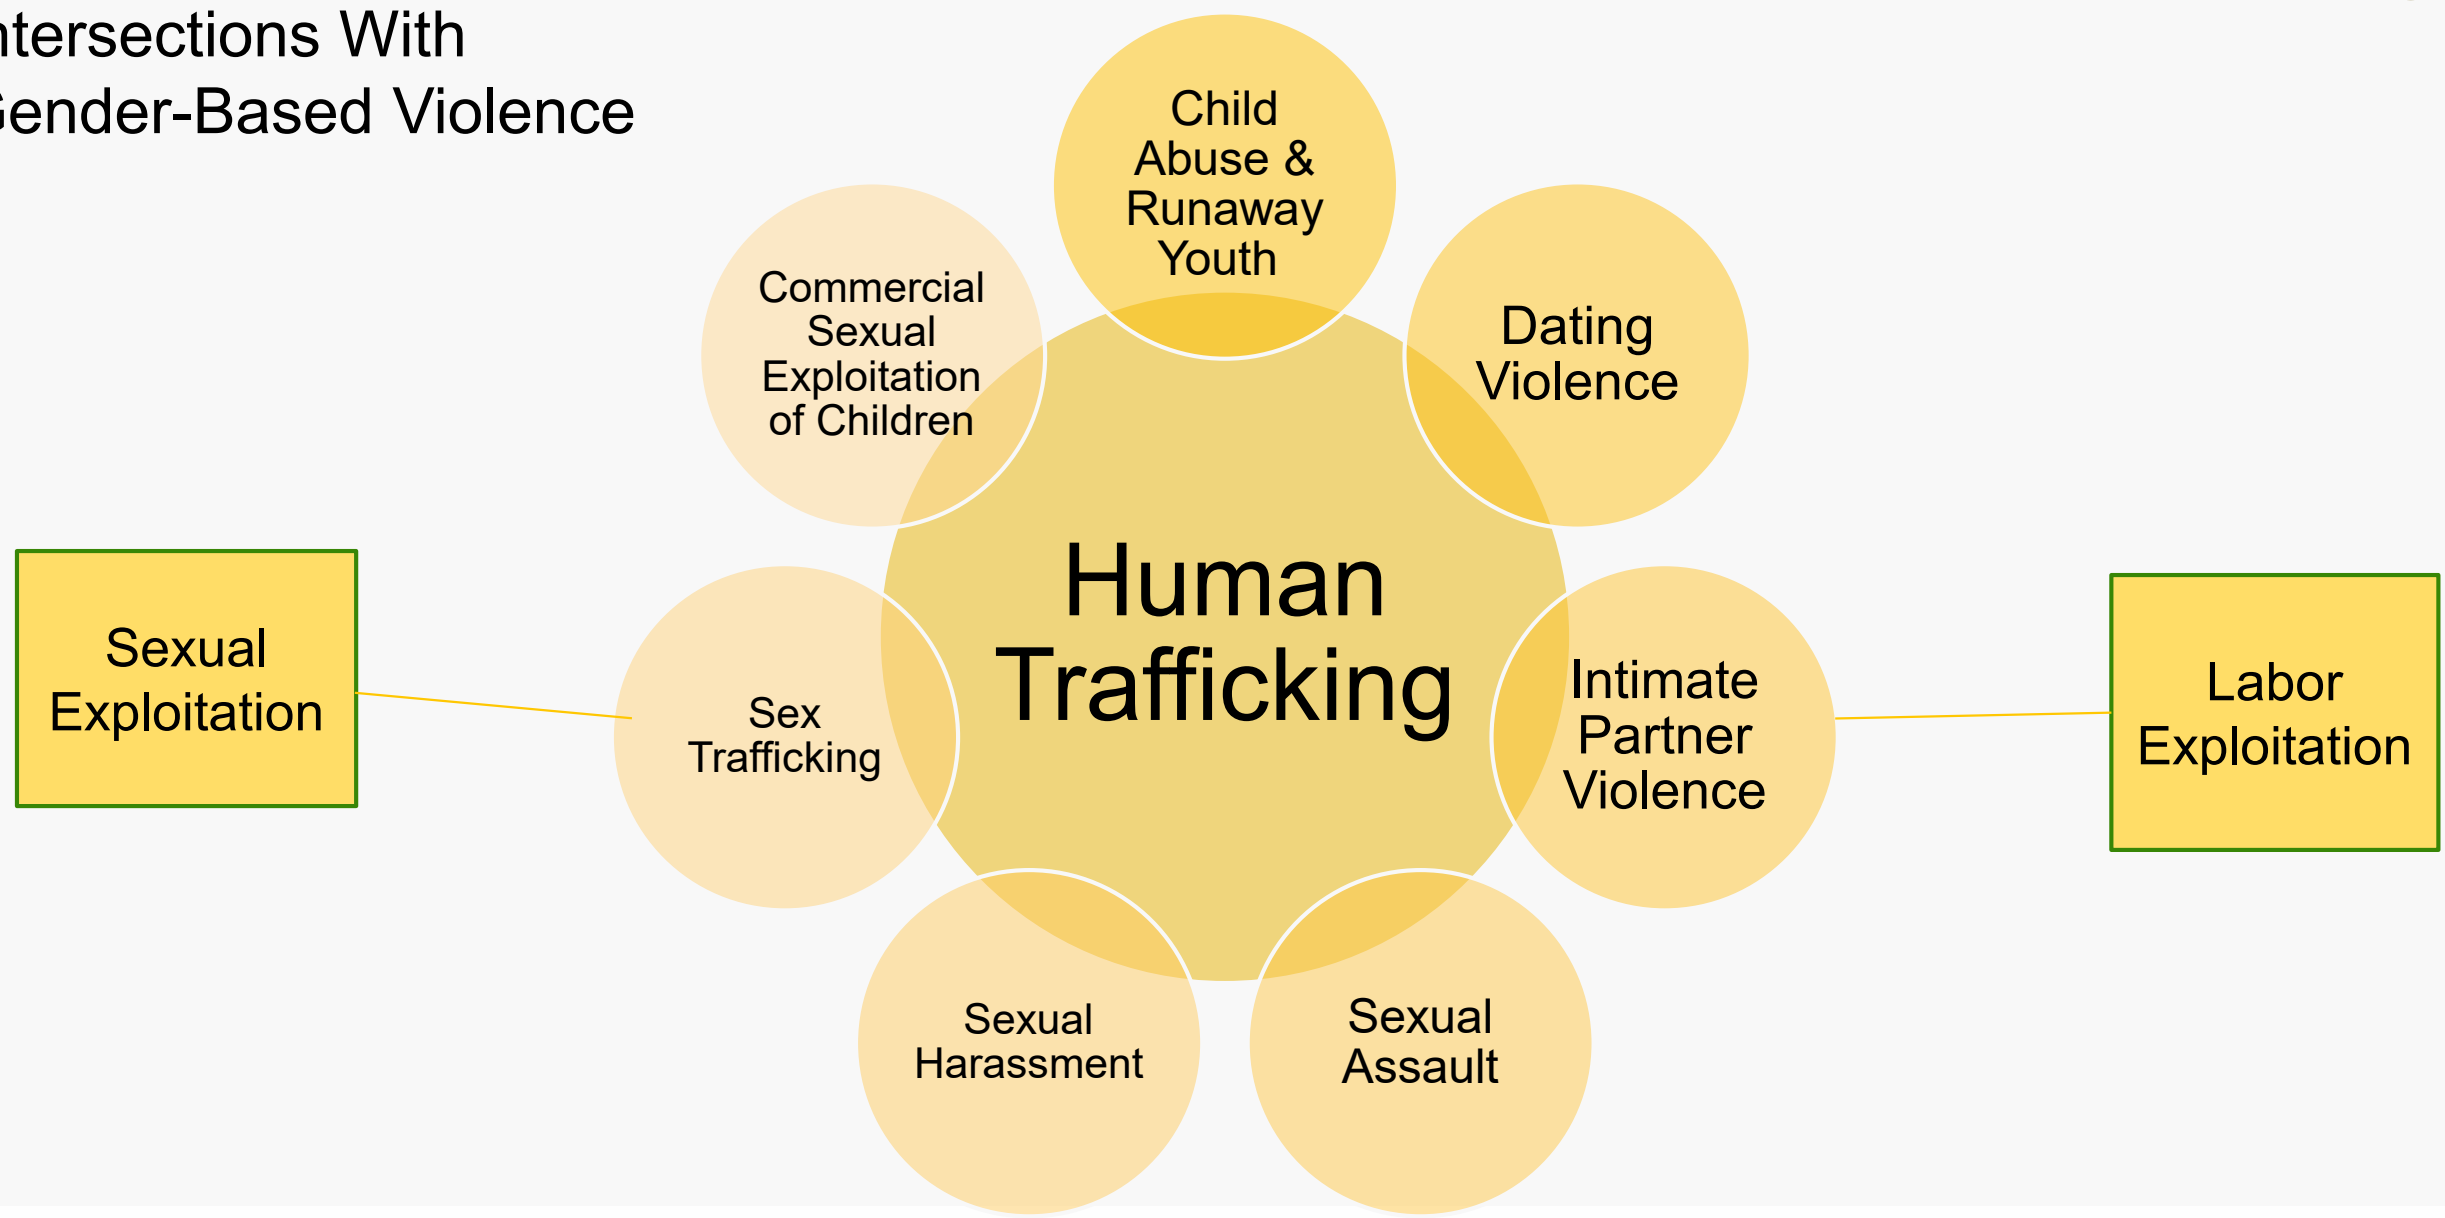 ntersections With
Gender-Based Violence
Child
Abuse &
Runaway
Youth
Commercial
Sexual
Exploitation
of Children
Dating
Violence
Human
Trafficking
Sexual
Exploitation
Sex
Trafficking
Intimate
Partner
Violence
Labor
Exploitation
Sexual
Harassment
Sexual
Assault